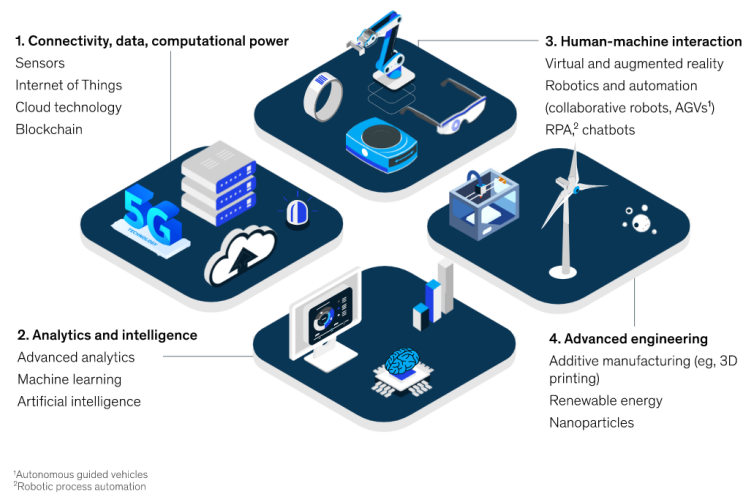 1. Connectivity, data, computational power
Sensors
Internet of Things
Cloud technology
Blockchain
3. Human-machine interaction
Virtual and augmented reality
Robotics and automation
(collaborative robots, AGVs¹)
RPA,² chatbots
5G
TECHNOLOGY
2. Analytics and intelligence
Advanced analytics
Machine learning
Artificial intelligence
4. Advanced engineering
Additive manufacturing (eg, 3D
printing)
Renewable energy
Nanoparticles
¹Autonomous guided vehicles
²Robotic process automation